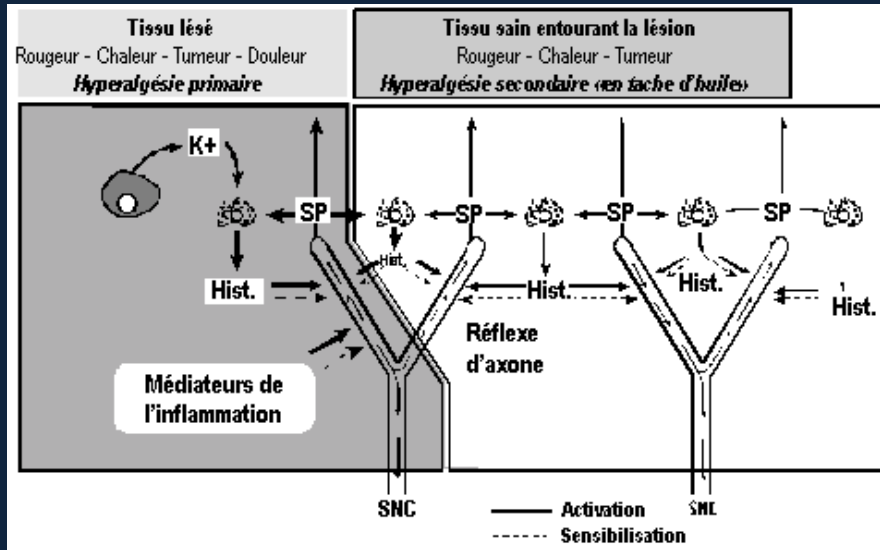 Tissu lésé
Rougeur - Chaleur - Tumeur - Douleur
Hyperalgésie primaire
Tissu sain entourant la lésion
Rougeur - Chaleur - Tumeur
Hyperalgésie secondaire «en tache d'huile»
K+
SP
SP
SP
SP
Hist.
Hist.
Hist.
Hist.
Hist.
Réflexe
d'axone
Médiateurs de
l'inflammation
SNC
SNC
Activation
Sensibilisation